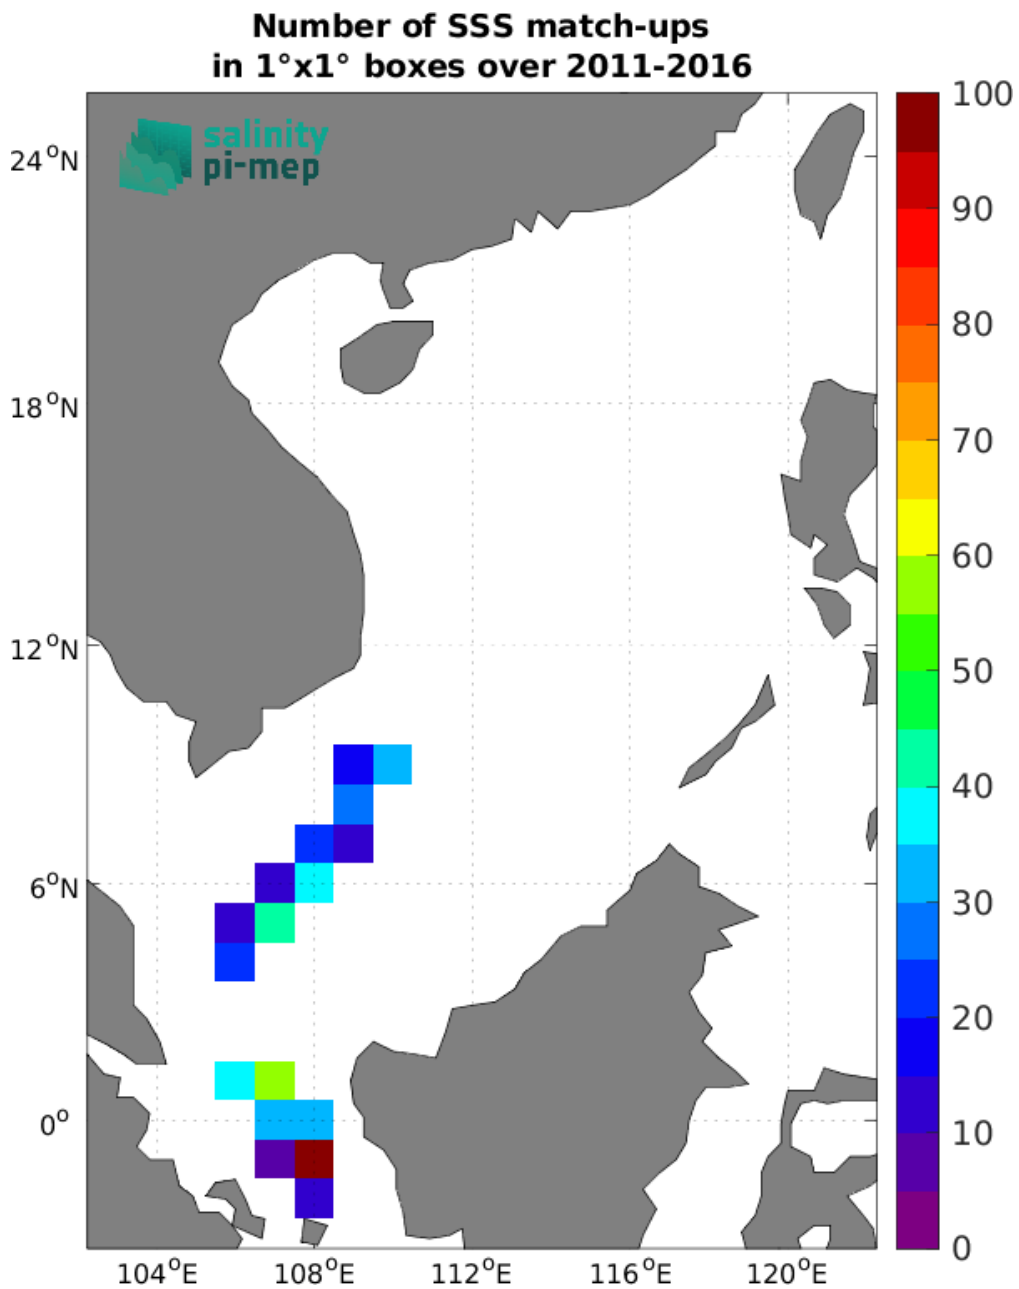 Number of SSS match-ups
in 1°x1° boxes over 2011-2016
salinity
pi-mep
24°N
18°N
12°N
6°N
0°
104°E
108°E
112°E
116°E
120°E
100
90
80
70
60
50
40
30
20
10
0